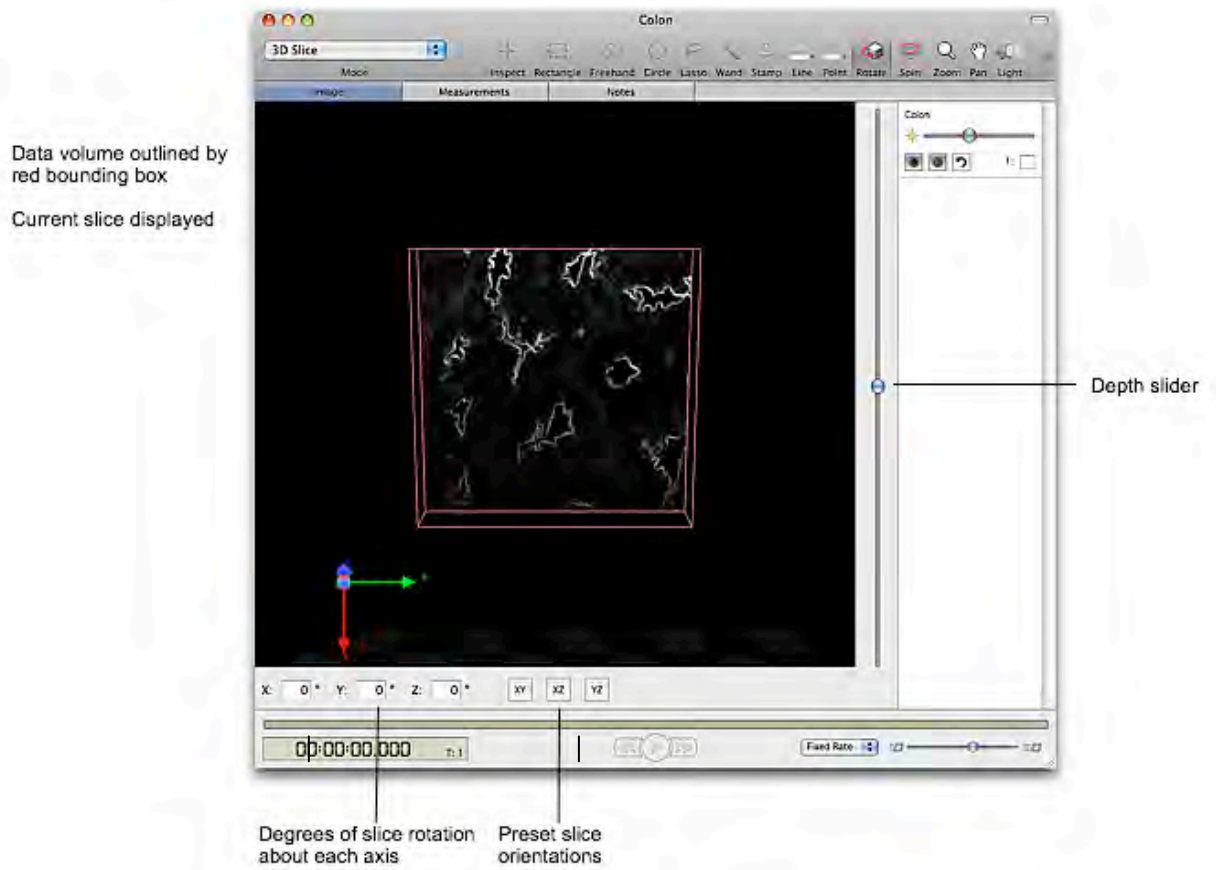 Colon
3D Slice
Mode
Inspect Rectangle Freehand Circle Lasso Wand Stamp Line Point Rotate Spin Zoom Pan Light
Image Measurements Notes
Colon
Data volume outlined by
red bounding box
Current slice displayed
Depth slider
X: 0 ° Y: 0 ° Z: 0 ° XY XZ YZ
00:00:00.000 T: 1
Fixed Rate
Degrees of slice rotation
about each axis
Preset slice
orientations